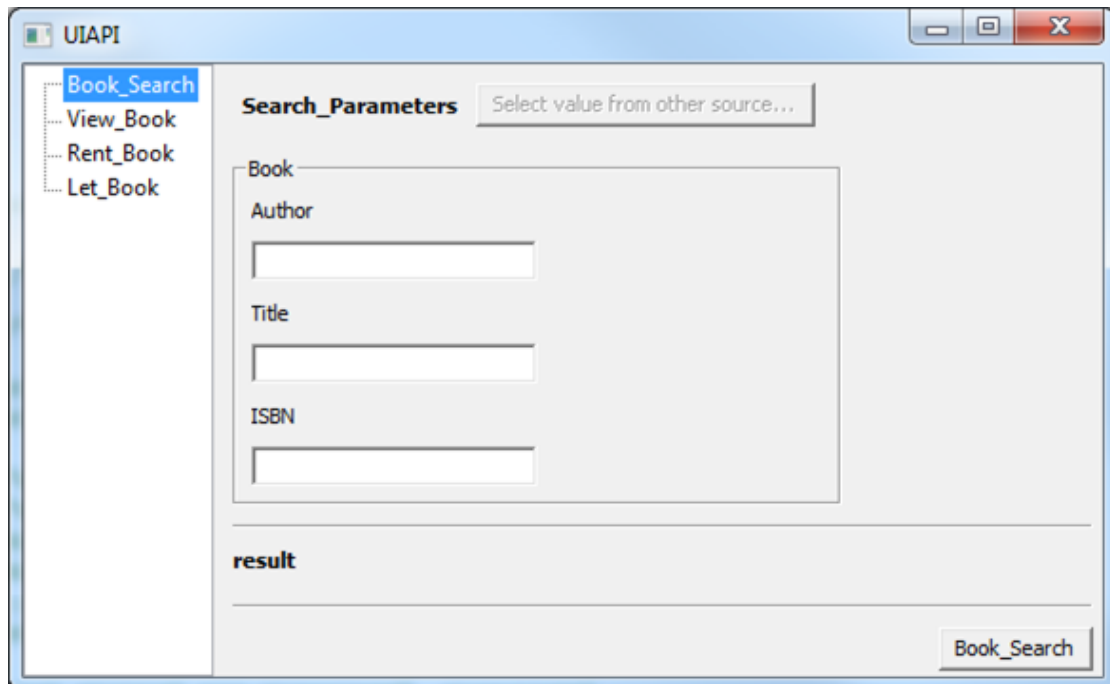 UIAPI
Book_Search
View_Book
Rent_Book
Let_Book
Search_Parameters Select value from other source...
Book
Author
Title
ISBN
result
Book_Search